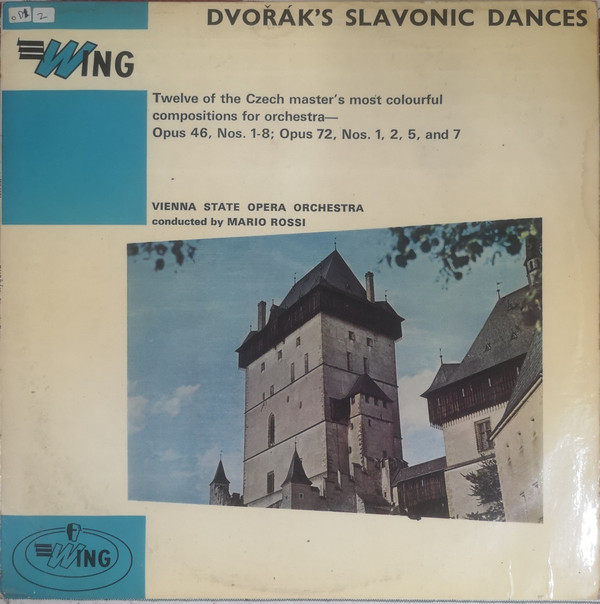 DVOŘÁK'S SLAVONIC DANCES
WING
Twelve of the Czech master's most colourful
compositions for orchestra—
Opus 46, Nos. 1-8; Opus 72, Nos. 1, 2, 5, and 7
VIENNA STATE OPERA ORCHESTRA
conducted by MARIO ROSSI
WING